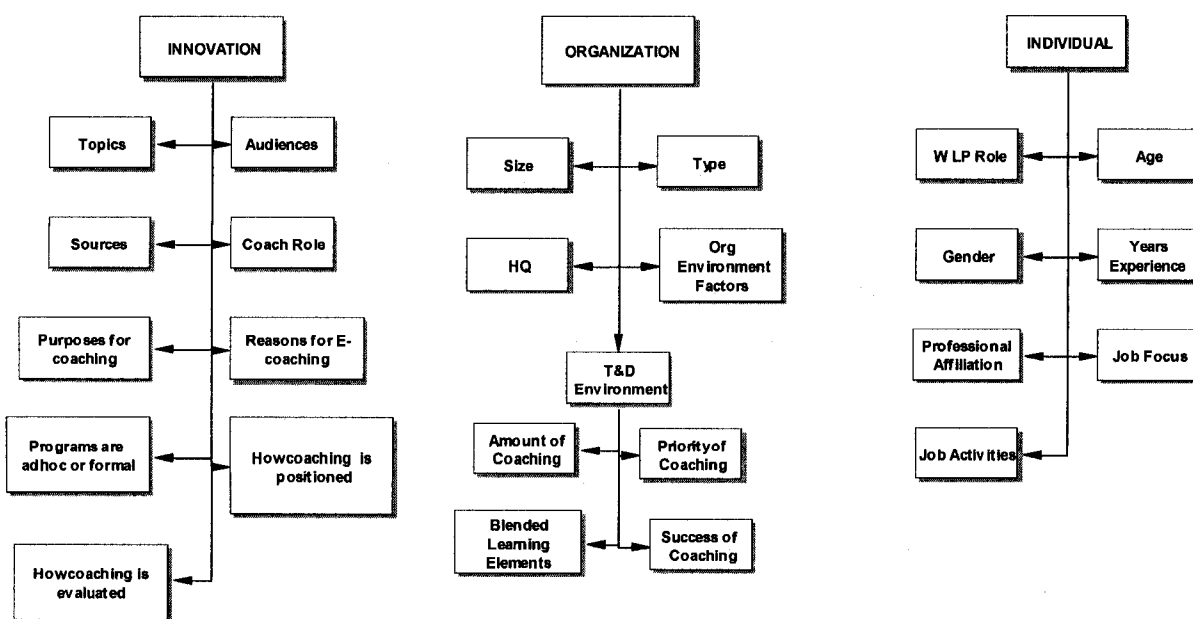 INNOVATION
Topics
Audiences
Sources
Coach Role
Purposes for
coaching
Reasons for E-
coaching
Programs are
adhoc or formal
Howcoaching is
positioned
Howcoaching is
evaluated
ORGANIZATION
Size
Type
HQ
Org
Environment
Factors
T&D
Environment
Amount of
Coaching
Priorityof
Coaching
Blended
Learning
Elements
Success of
Coaching
INDIVIDUAL
WLP Role
Age
Gender
Years
Experience
Professional
Affiliation
Job Focus
Job Activities